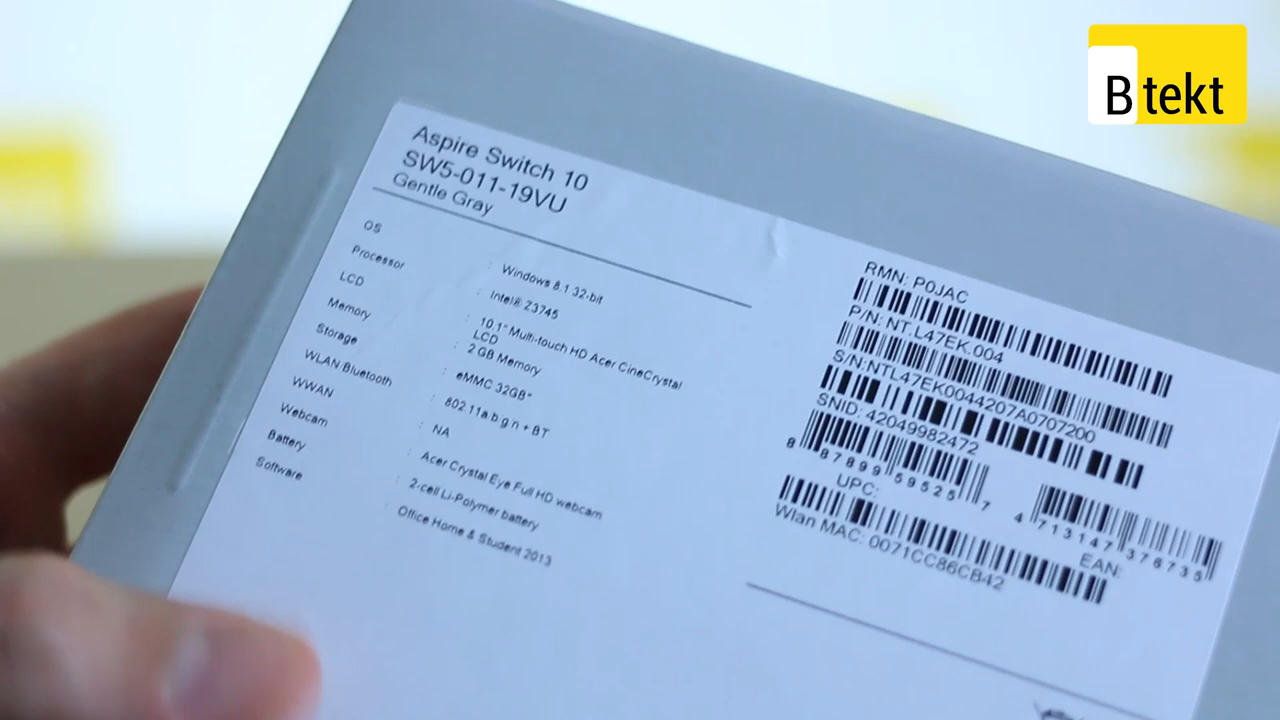 B tekt
Aspire Switch 10
SW5-011-19VU
Gentle Gray
OS : Windows 8.1 32-bit
Processor : Intel® Z3745
LCD : 10.1" Multi-touch HD Acer CineCrystal
LCD
Memory : 2 GB Memory
Storage : eMMC 32GB*
WLAN/Bluetooth : 802.11a.b.g.n + BT
WWAN : NA
Webcam : Acer Crystal Eye Full HD webcam
Battery : 2-cell Li-Polymer battery
Software : Office Home & Student 2013
RMN: P0JAC
P/N: NT.L47EK.004
S/N:NTL47EK0044207A0707200
SNID: 42049982472
8 87899 59525 7
UPC:
4 713147 376735
EAN:
Wlan MAC: 0071CC86CB42